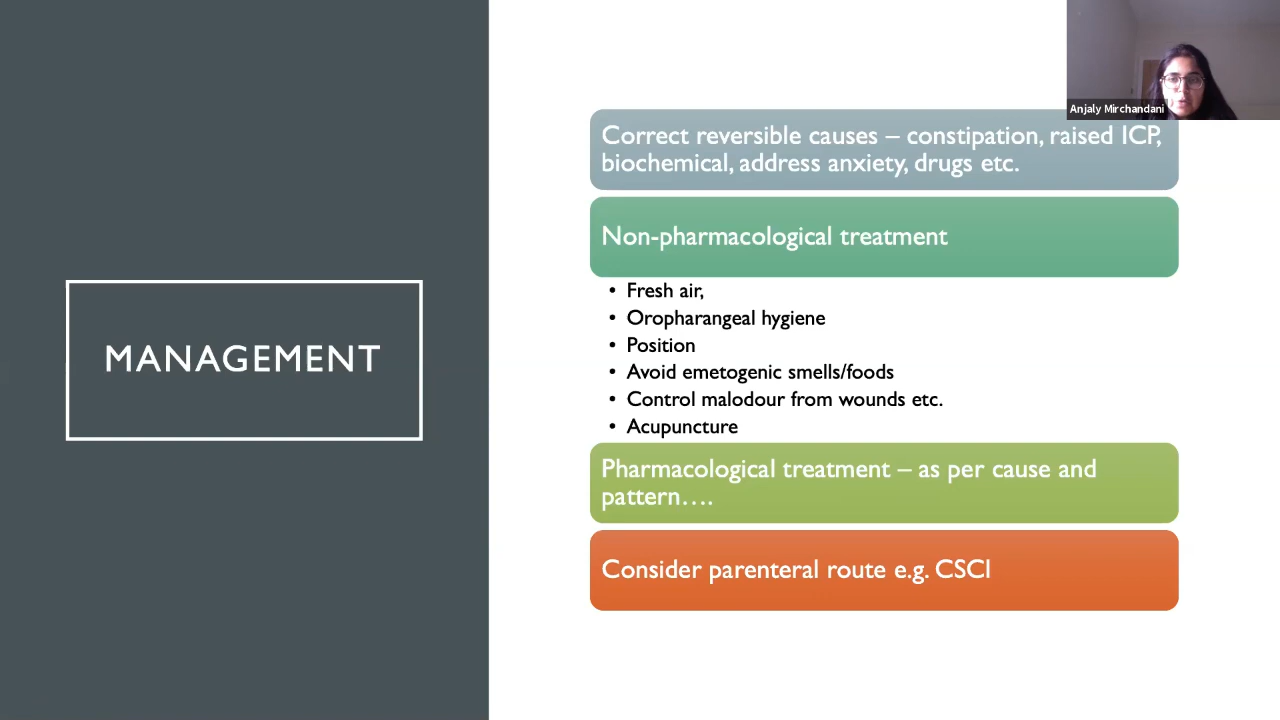 Anjaly Mirchandani
Correct reversible causes – constipation, raised ICP,
biochemical, address anxiety, drugs etc.
Non-pharmacological treatment
• Fresh air,
• Oropharangeal hygiene
• Position
• Avoid emetogenic smells/foods
• Control malodour from wounds etc.
• Acupuncture
MANAGEMENT
Pharmacological treatment – as per cause and
pattern….
Consider parenteral route e.g. CSCI